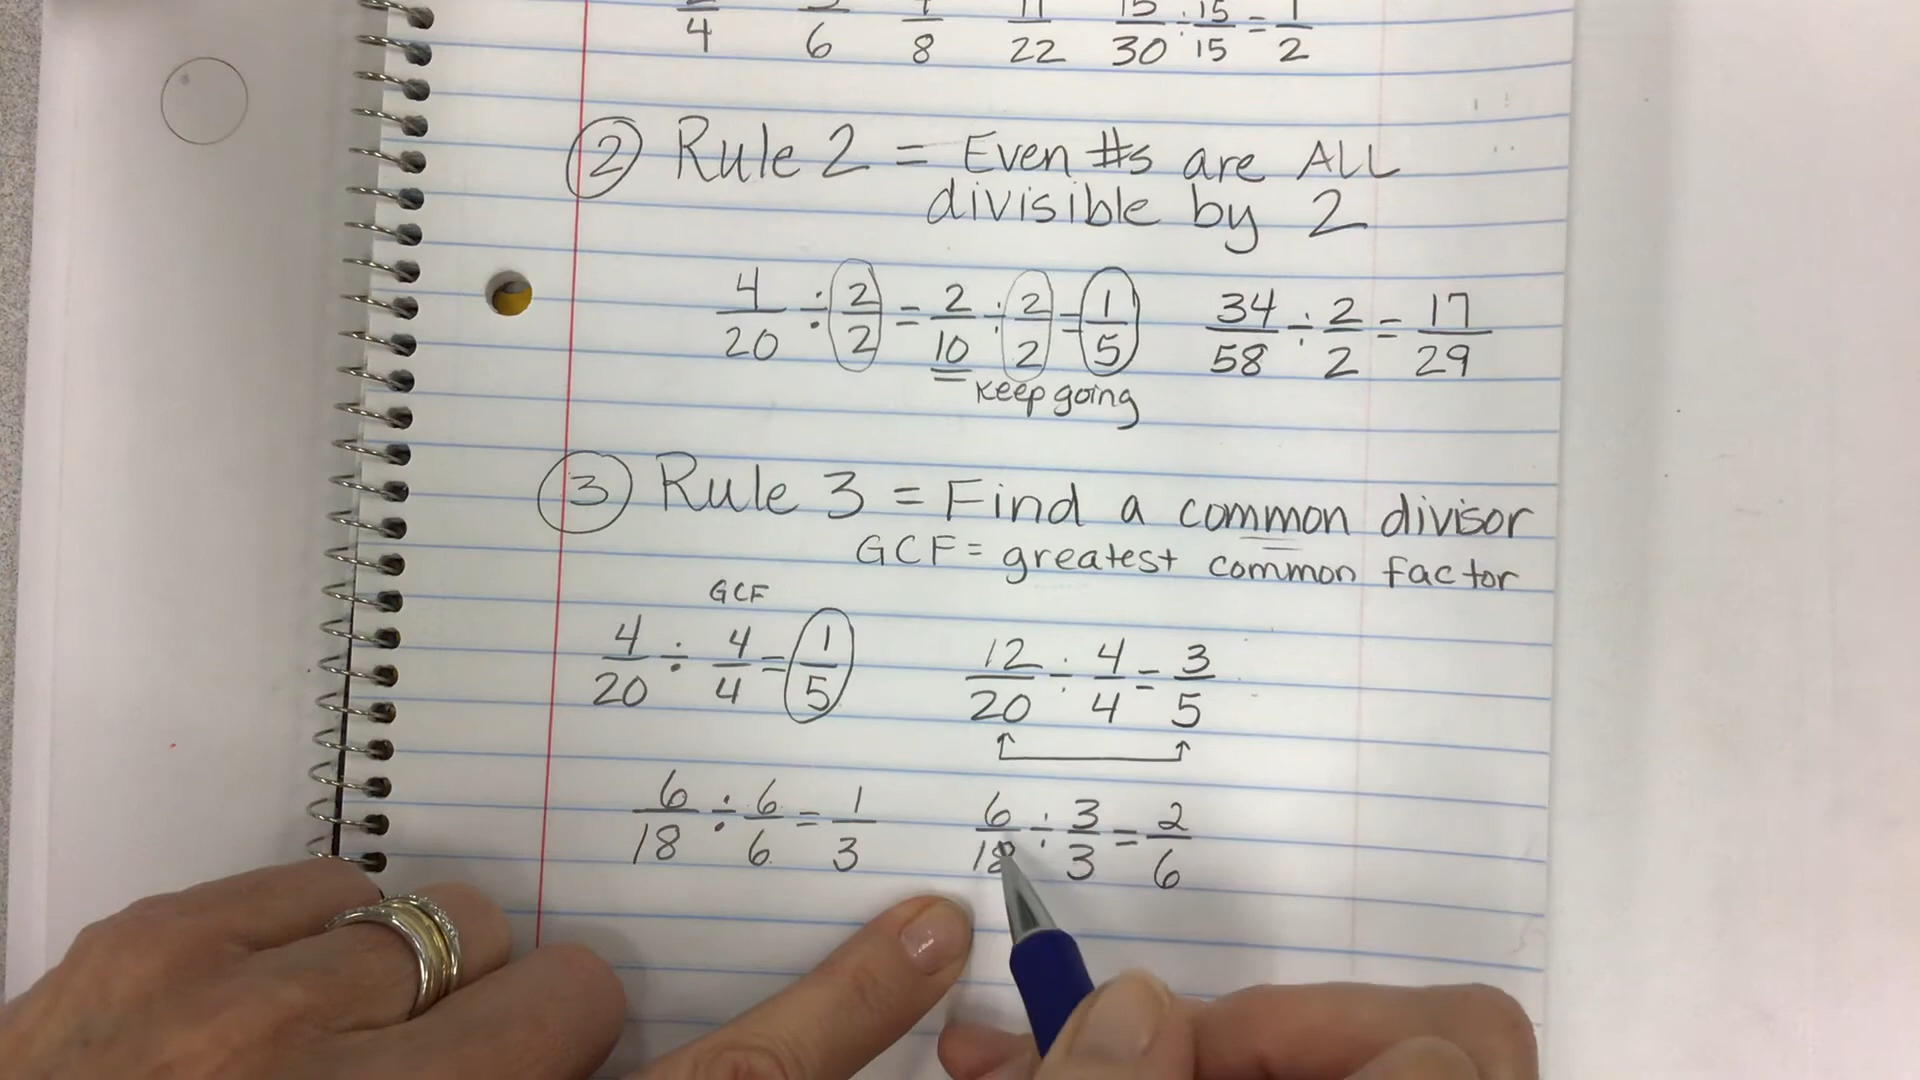 /4 /6 /8 11/22 15/30 ÷ 15/15 = 1/2
② Rule 2 = Even #s are ALL
divisible by 2
4/20 ÷ 2/2 = 2/10 ÷ 2/2 = 1/5 34/58 ÷ 2/2 = 17/29
keep going
③ Rule 3 = Find a common divisor
GCF = greatest common factor
GCF
4/20 ÷ 4/4 = 1/5 12/20 ÷ 4/4 = 3/5
6/18 ÷ 6/6 = 1/3 6/18 ÷ 3/3 = 2/6